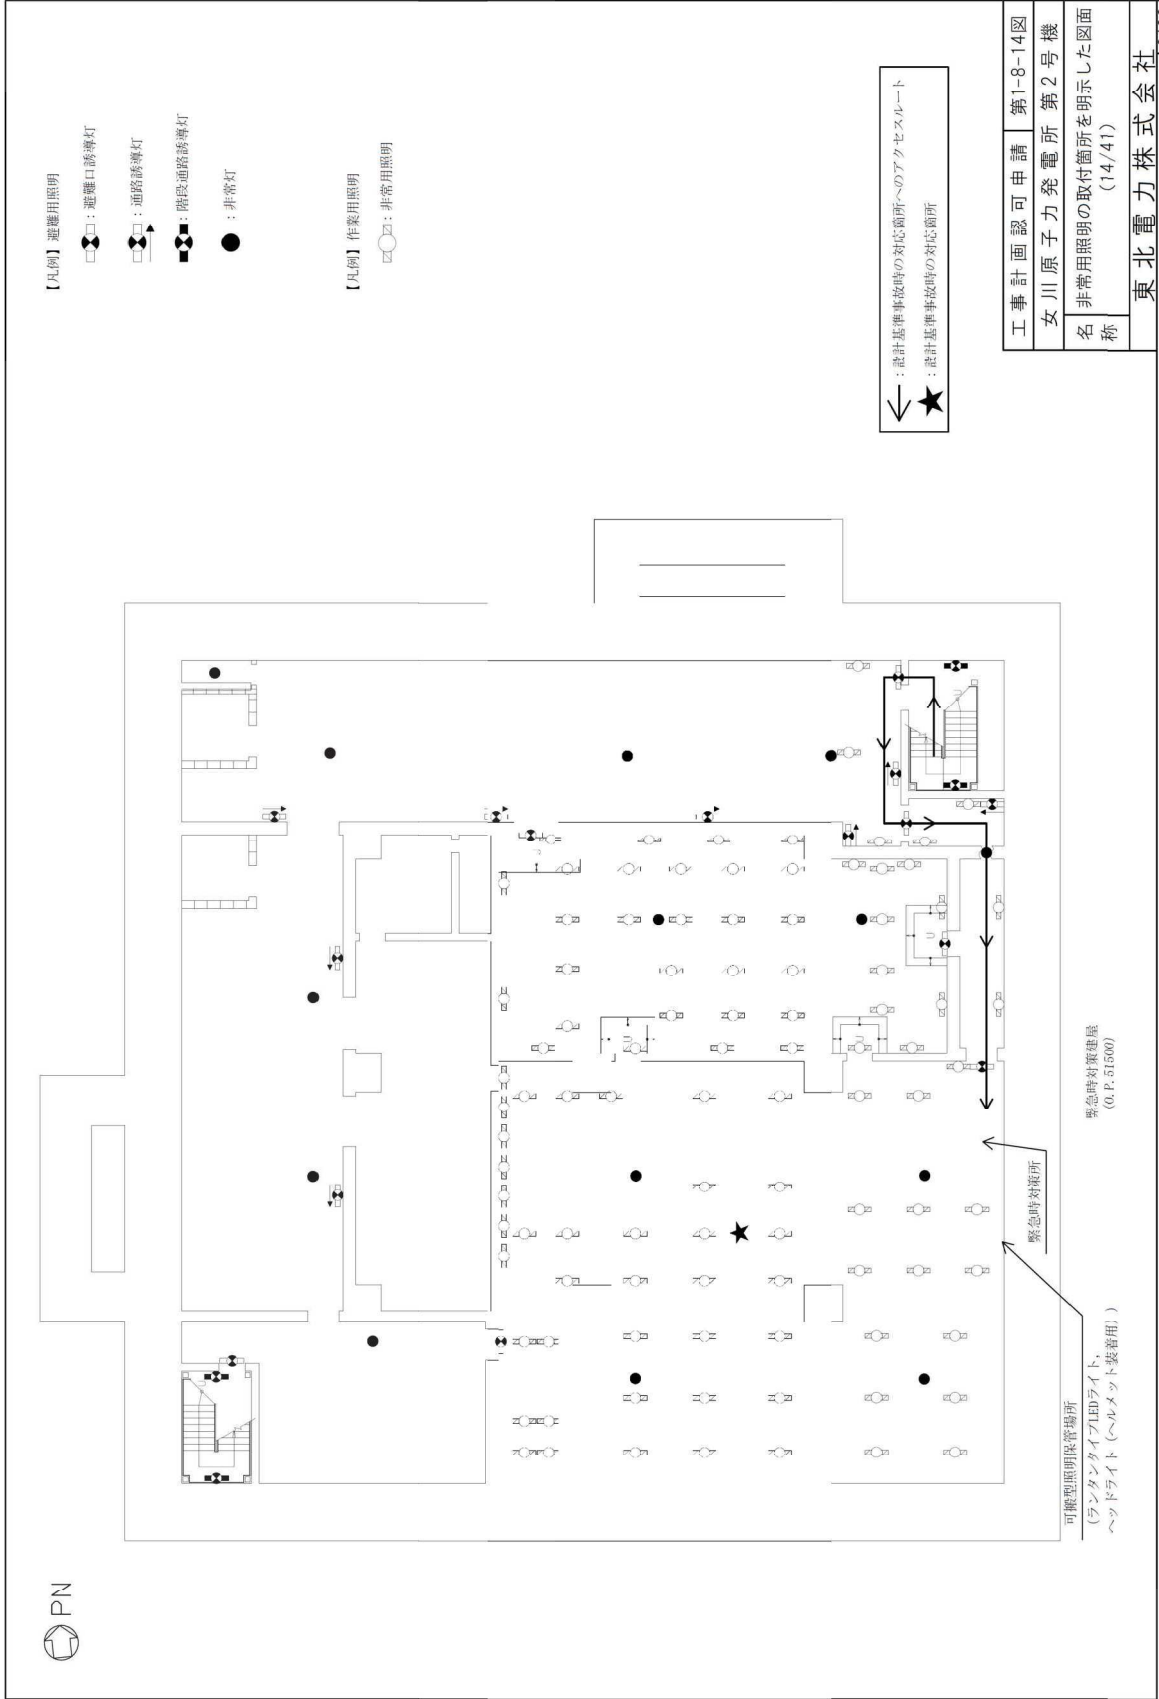 PN
【凡例】避難用照明
：避難口誘導灯
：通路誘導灯
：階段通路誘導灯
：非常灯
【凡例】作業用照明
：非常用照明
：設計基準事故時の対応箇所へのアクセスルート
：設計基準事故時の対応箇所
可搬型照明保管場所
（ランタンタイプLEDライト，
ヘッドライト（ヘルメット装着用））
緊急時対策所
緊急時対策建屋
(O.P.51500)
工事計画認可申請 第1-8-14図
女川原子力発電所 第2号機
名称 非常用照明の取付箇所を明示した図面
(14/41)
東北電力株式会社